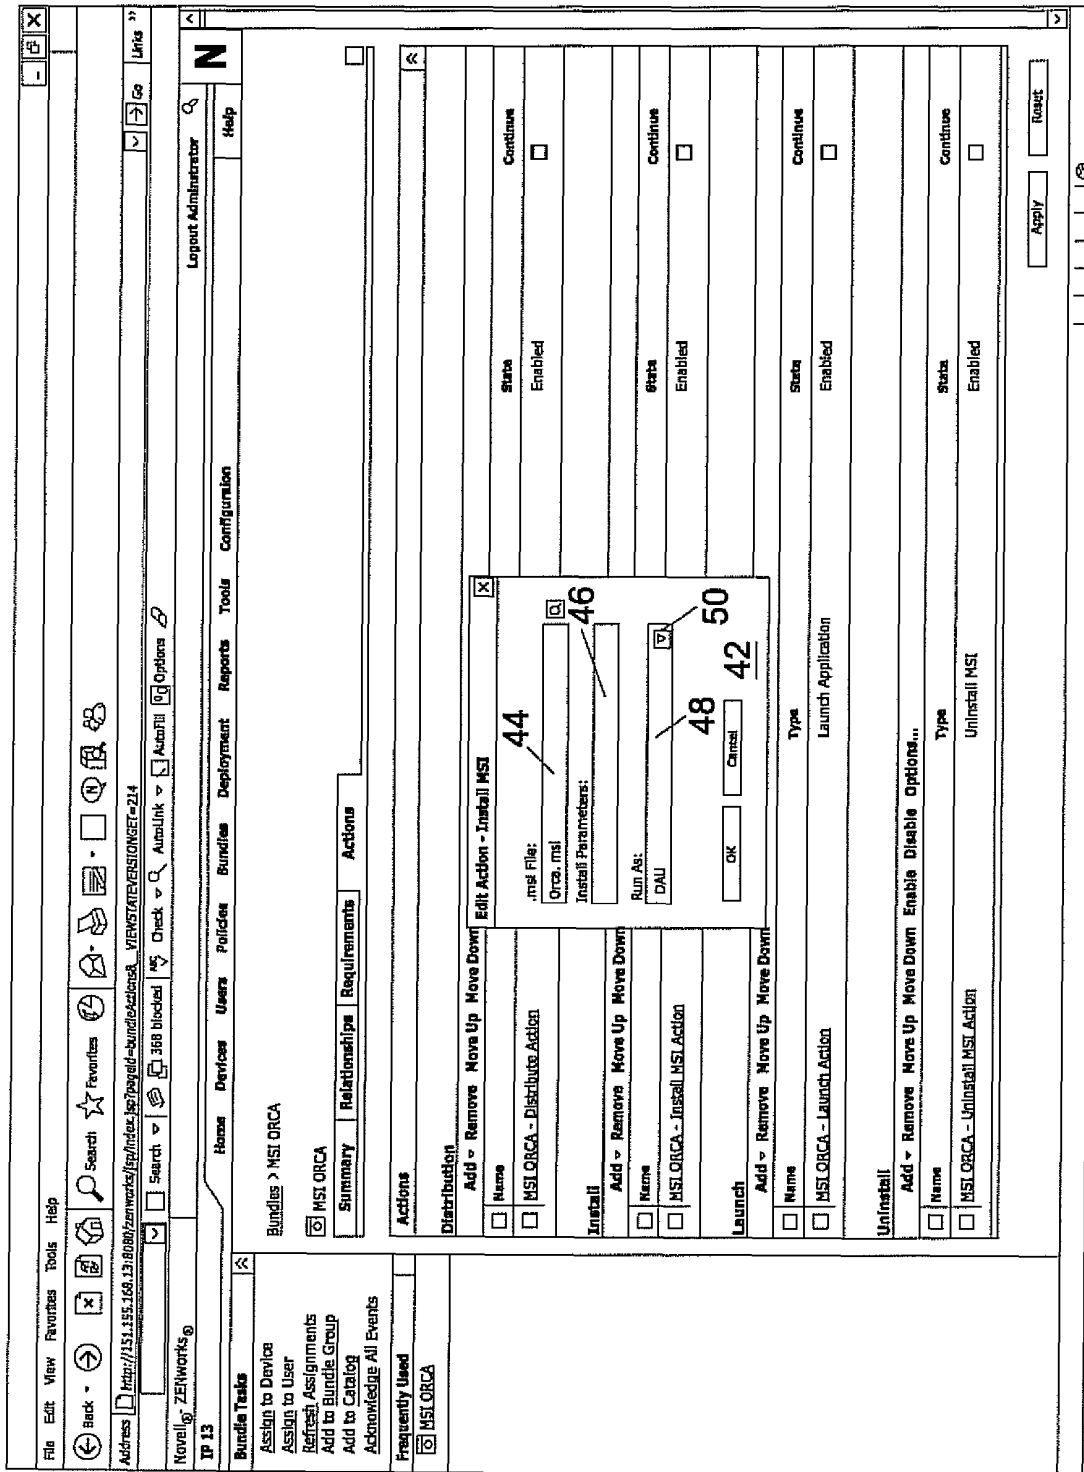 File Edit View Favorites Tools Help
Back Search Favorites
Address http://151.155.168.13:8080/zenworks/jsp/index.jsp?pageid=bundleActions&__VIEWSTATEVERSIONGET=214 Go Links »
Search 368 blocked ABC Check AutoLink AutoFill Options
Novell® ZENworks Logout Administrator N
IP 13 Home Devices Users Policies Bundles Deployment Reports Tools Configuration Help
Bundle Tasks
Assign to Device
Assign to User
Refresh Assignments
Add to Bundle Group
Add to Catalog
Acknowledge All Events
Frequently Used
MSI ORCA
Bundles > MSI ORCA
MSI ORCA
Summary Relationships Requirements Actions
Actions
Distribution
Add Remove Move Up Move Down
Name State Continue
MSI ORCA - Distribute Action Enabled
Install
Add Remove Move Up Move Down
Name State Continue
MSI ORCA - Install MSI Action Enabled
Launch
Add Remove Move Up Move Down
Name Type State Continue
MSI ORCA - Launch Action Launch Application Enabled
Uninstall
Add Remove Move Up Move Down Enable Disable Options...
Name Type State Continue
MSI ORCA - Uninstall MSI Action Uninstall MSI Enabled
Apply Reset
Edit Action - Install MSI X
.msi File: 44
Orca.msi
Install Parameters: 46
Run As:
DAU
48 50
OK Cancel 42